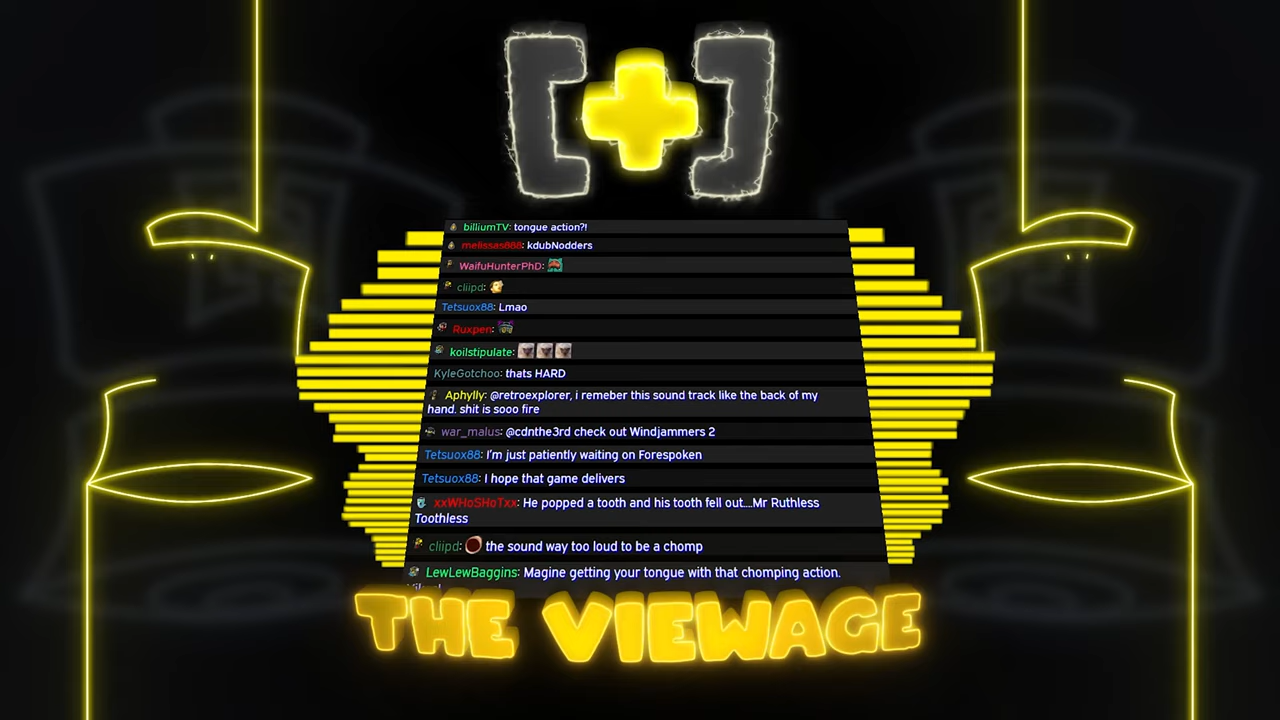 billiumTV: tongue action?!
melissas888: kdubNodders
WaifuHunterPhD:
cliipd:
Tetsuox88: Lmao
Ruxpen:
koilstipulate:
KyleGotchoo: thats HARD
Aphylly: @retroexplorer, i remeber this sound track like the back of my
hand. shit is sooo fire
war_malus: @cdnthe3rd check out Windjammers 2
Tetsuox88: I'm just patiently waiting on Forespoken
Tetsuox88: I hope that game delivers
xxWHoSHoTxx: He popped a tooth and his tooth fell out....Mr Ruthless
Toothless
cliipd: the sound way too loud to be a chomp
LewLewBaggins: Magine getting your tongue with that chomping action.
THE VIEWAGE